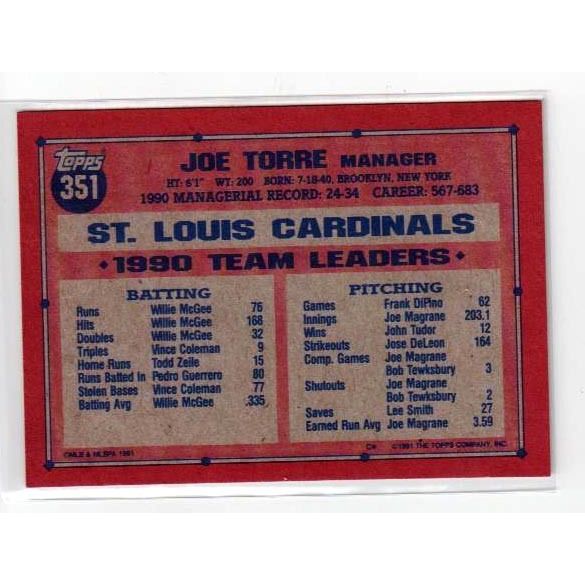 topps
351
JOE TORRE MANAGER
HT: 6'1" WT: 200 BORN: 7-18-40, BROOKLYN, NEW YORK
1990 MANAGERIAL RECORD: 24-34 CAREER: 567-683
ST. LOUIS CARDINALS
1990 TEAM LEADERS
BATTING
Runs Willie McGee 76
Hits Willie McGee 168
Doubles Willie McGee 32
Triples Vince Coleman 9
Home Runs Todd Zeile 15
Runs Batted In Pedro Guerrero 80
Stolen Bases Vince Coleman 77
Batting Avg Willie McGee .335
PITCHING
Games Frank DiPino 62
Innings Joe Magrane 203.1
Wins John Tudor 12
Strikeouts Jose DeLeon 164
Comp. Games Joe Magrane
Bob Tewksbury 3
Shutouts Joe Magrane
Bob Tewksbury 2
Saves Lee Smith 27
Earned Run Avg Joe Magrane 3.59
©MLB & MLBPA 1991
C* ©1991 THE TOPPS COMPANY, INC.